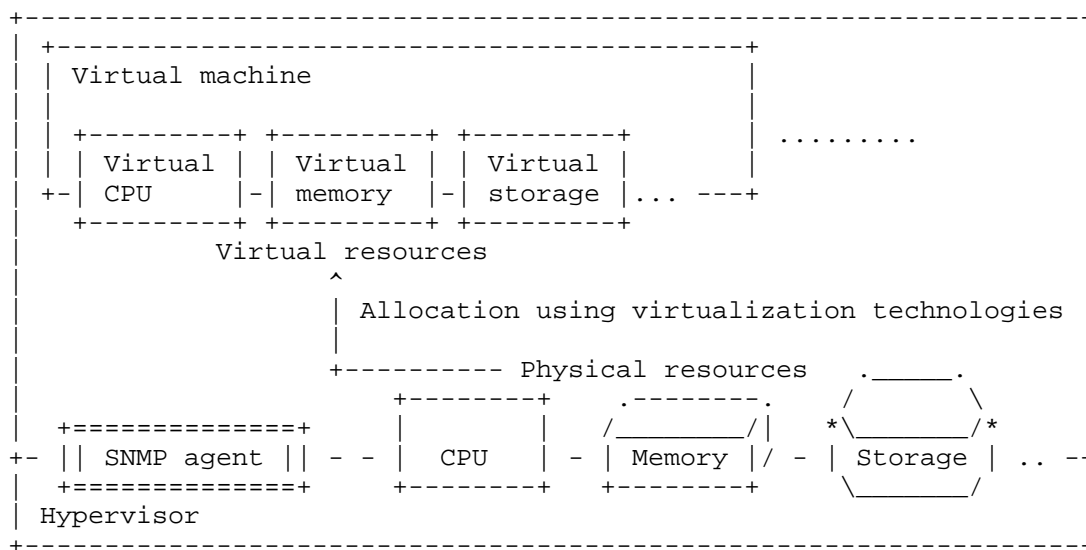 Virtual machine
.........
Virtual Virtual Virtual
CPU memory storage ...
Virtual resources
Allocation using virtualization technologies
Physical resources
SNMP agent CPU Memory Storage ..
Hypervisor